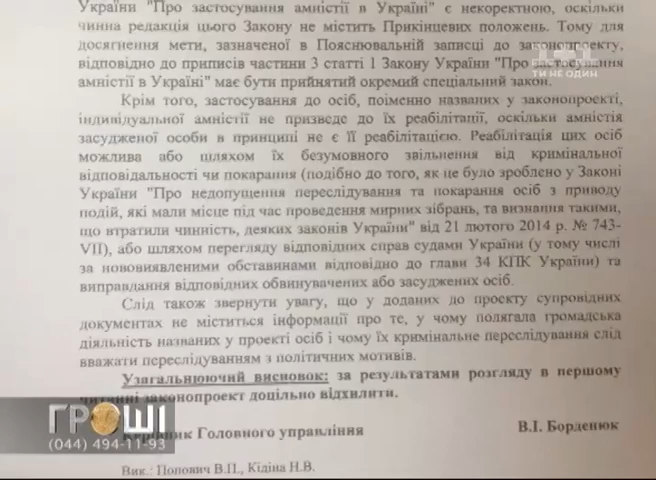 України "Про застосування амністії в Україні" є некоректною, оскільки
чинна редакція цього Закону не містить Прикінцевих положень. Тому для
досягнення мети, зазначеної в Пояснювальній записці до законопроекту,
відповідно до приписів частини 3 статті 1 Закону України "Про застосування
амністії в Україні" має бути прийнятий окремий спеціальний закон.
Крім того, застосування до осіб, поіменно названих у законопроекті,
індивідуальної амністії не призведе до їх реабілітації, оскільки амністія
засудженої особи в принципі не є її реабілітацією. Реабілітація цих осіб
можлива або шляхом їх безумовного звільнення від кримінальної
відповідальності чи покарання (подібно до того, як це було зроблено у Законі
України "Про недопущення переслідування та покарання осіб з приводу
подій, які мали місце під час проведення мирних зібрань, та визнання такими,
що втратили чинність, деяких законів України" від 21 лютого 2014 р. № 743-
VII), або шляхом перегляду відповідних справ судами України (у тому числі
за нововиявленими обставинами відповідно до глави 34 КПК України) та
виправдання відповідних обвинувачених або засуджених осіб.
Слід також звернути увагу, що у доданих до проекту супровідних
документах не міститься інформації про те, у чому полягала громадська
діяльність названих у проекті осіб і чому їх кримінальне переслідування слід
вважати переслідуванням з політичних мотивів.
Узагальнюючий висновок: за результатами розгляду в першому
читанні законопроект доцільно відхилити.
Керівник Головного управління В.І. Борденюк
Вик.: Попович В.П., Кідіна Н.В.
1+1
ТИ НЕ ОДИН
ГРОШІ
(044) 494-11-93